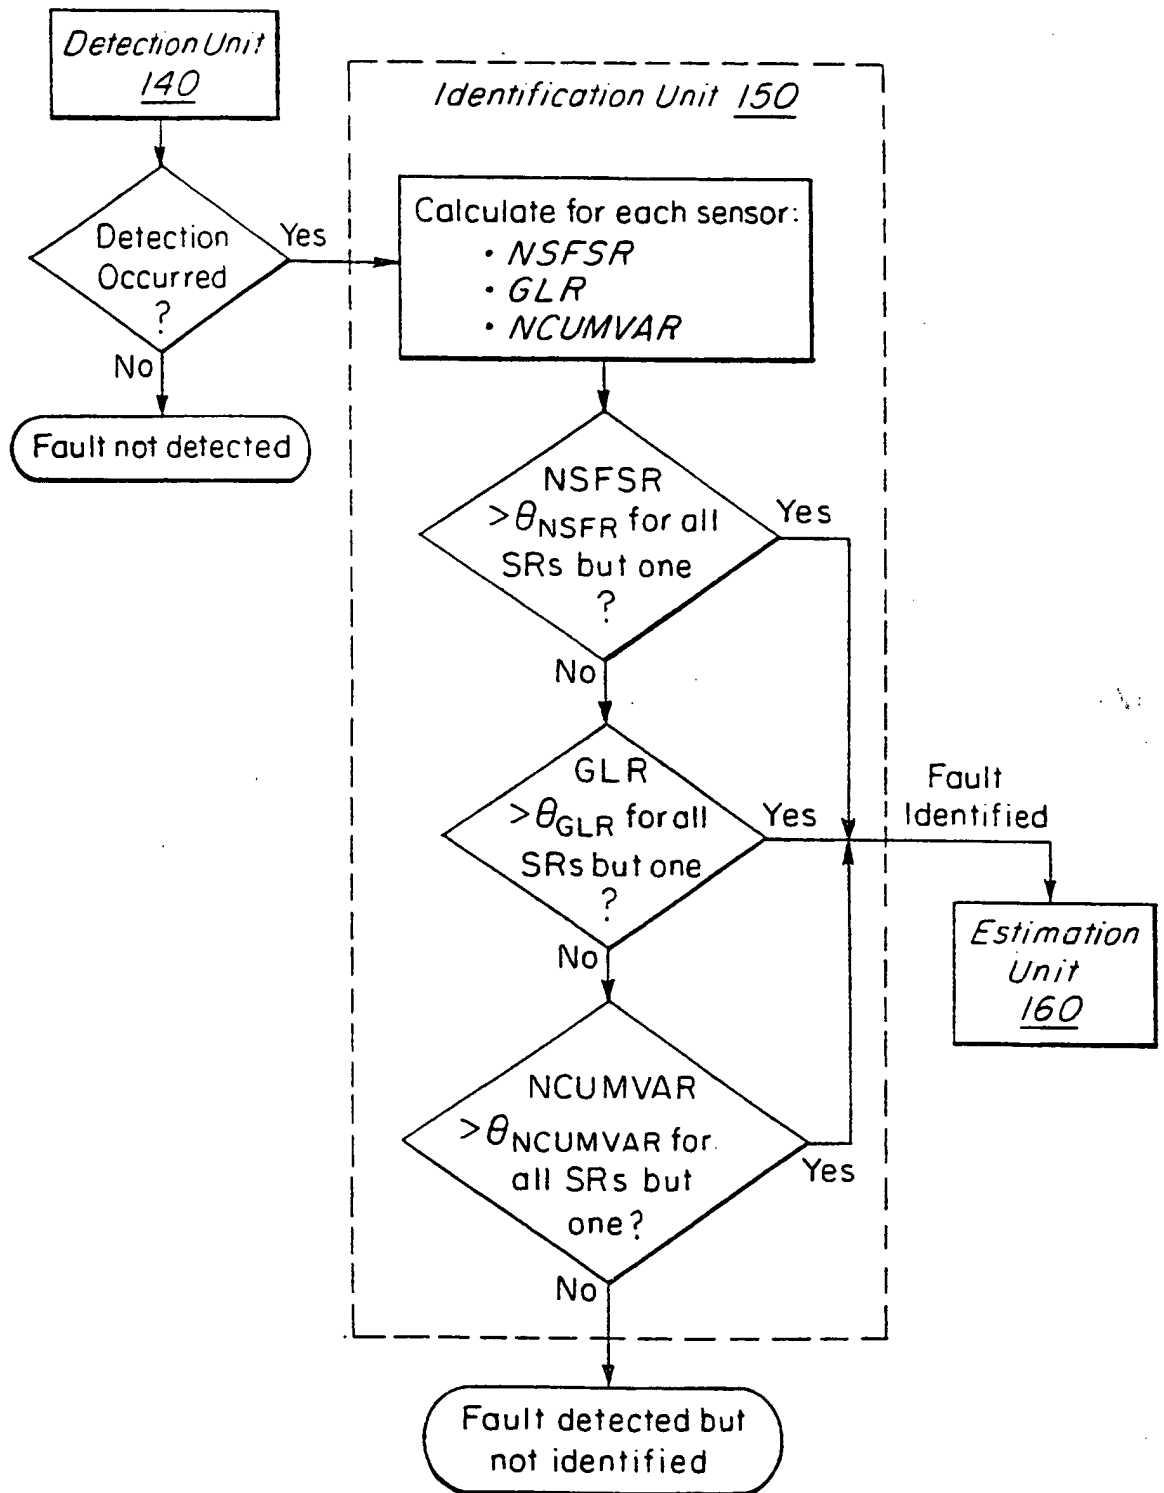 Detection Unit
140
Identification Unit 150
Detection
Occurred
?
Yes
No
Fault not detected
Calculate for each sensor:
• NSFSR
• GLR
• NCUMVAR
NSFSR
>θNSFR for all
SRs but one
?
Yes
No
GLR
>θGLR for all
SRs but one
?
Yes
No
Fault
Identified
Estimation
Unit
160
NCUMVAR
>θNCUMVAR for
all SRs but
one?
Yes
No
Fault detected but
not identified